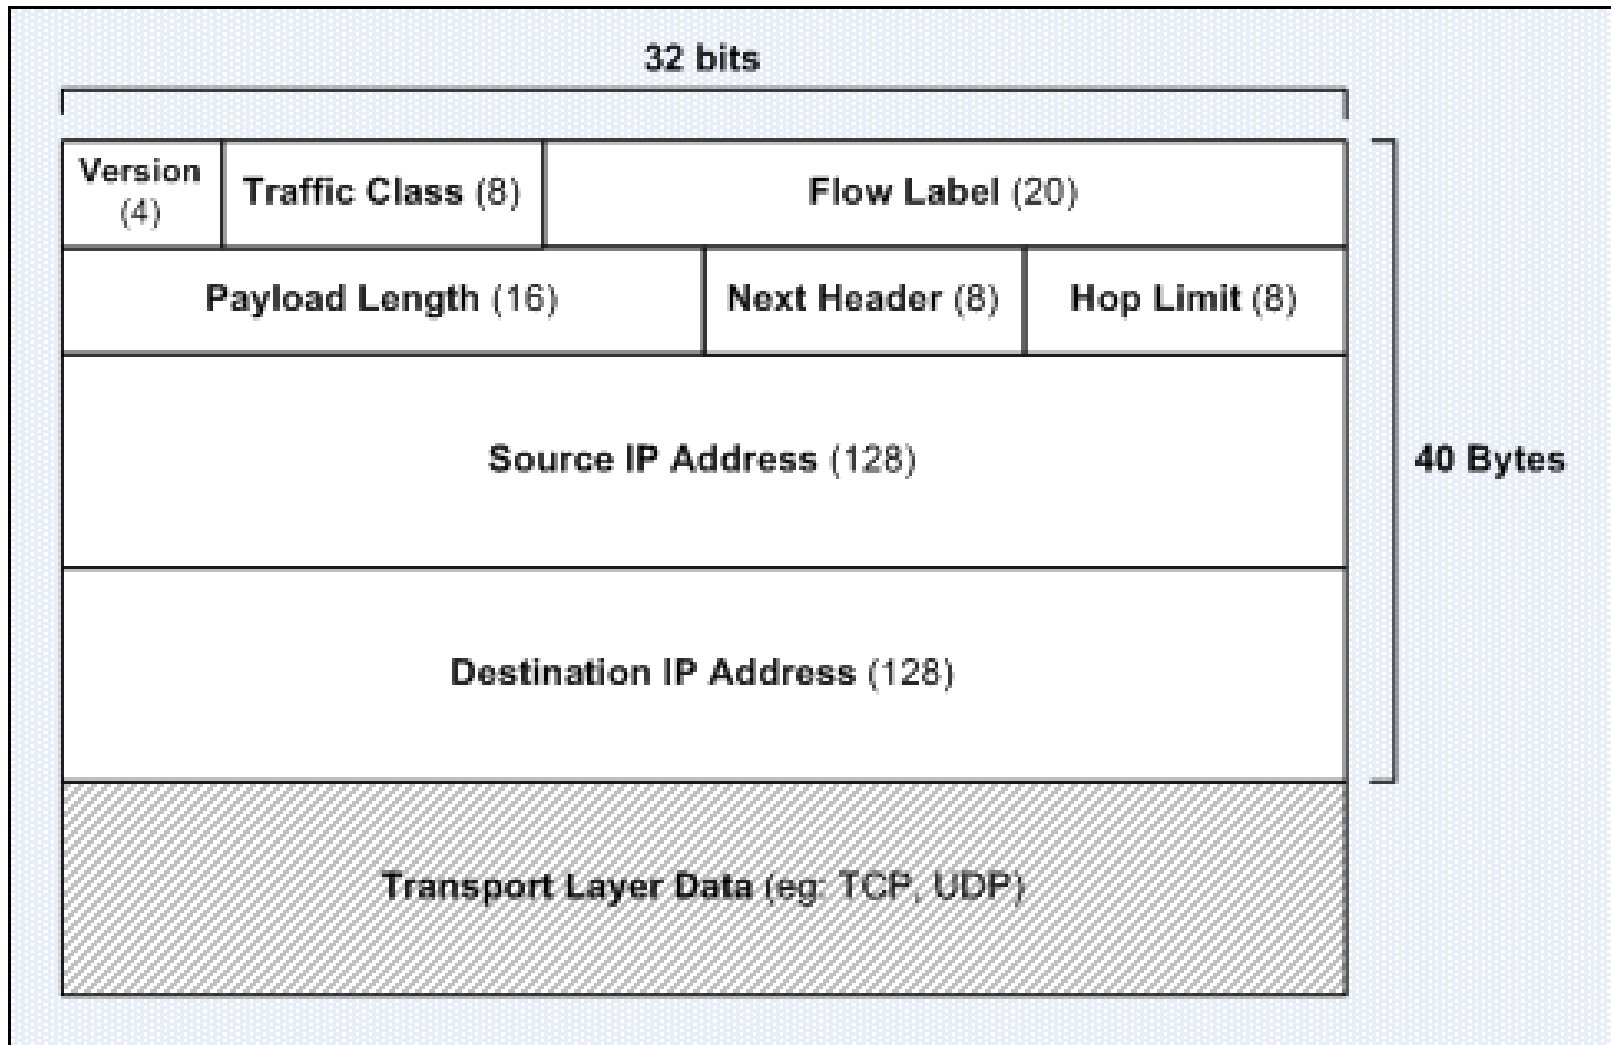 32 bits
Version
(4)
Traffic Class (8)
Flow Label (20)
Payload Length (16)
Next Header (8)
Hop Limit (8)
Source IP Address (128)
40 Bytes
Destination IP Address (128)
Transport Layer Data (eg: TCP, UDP)